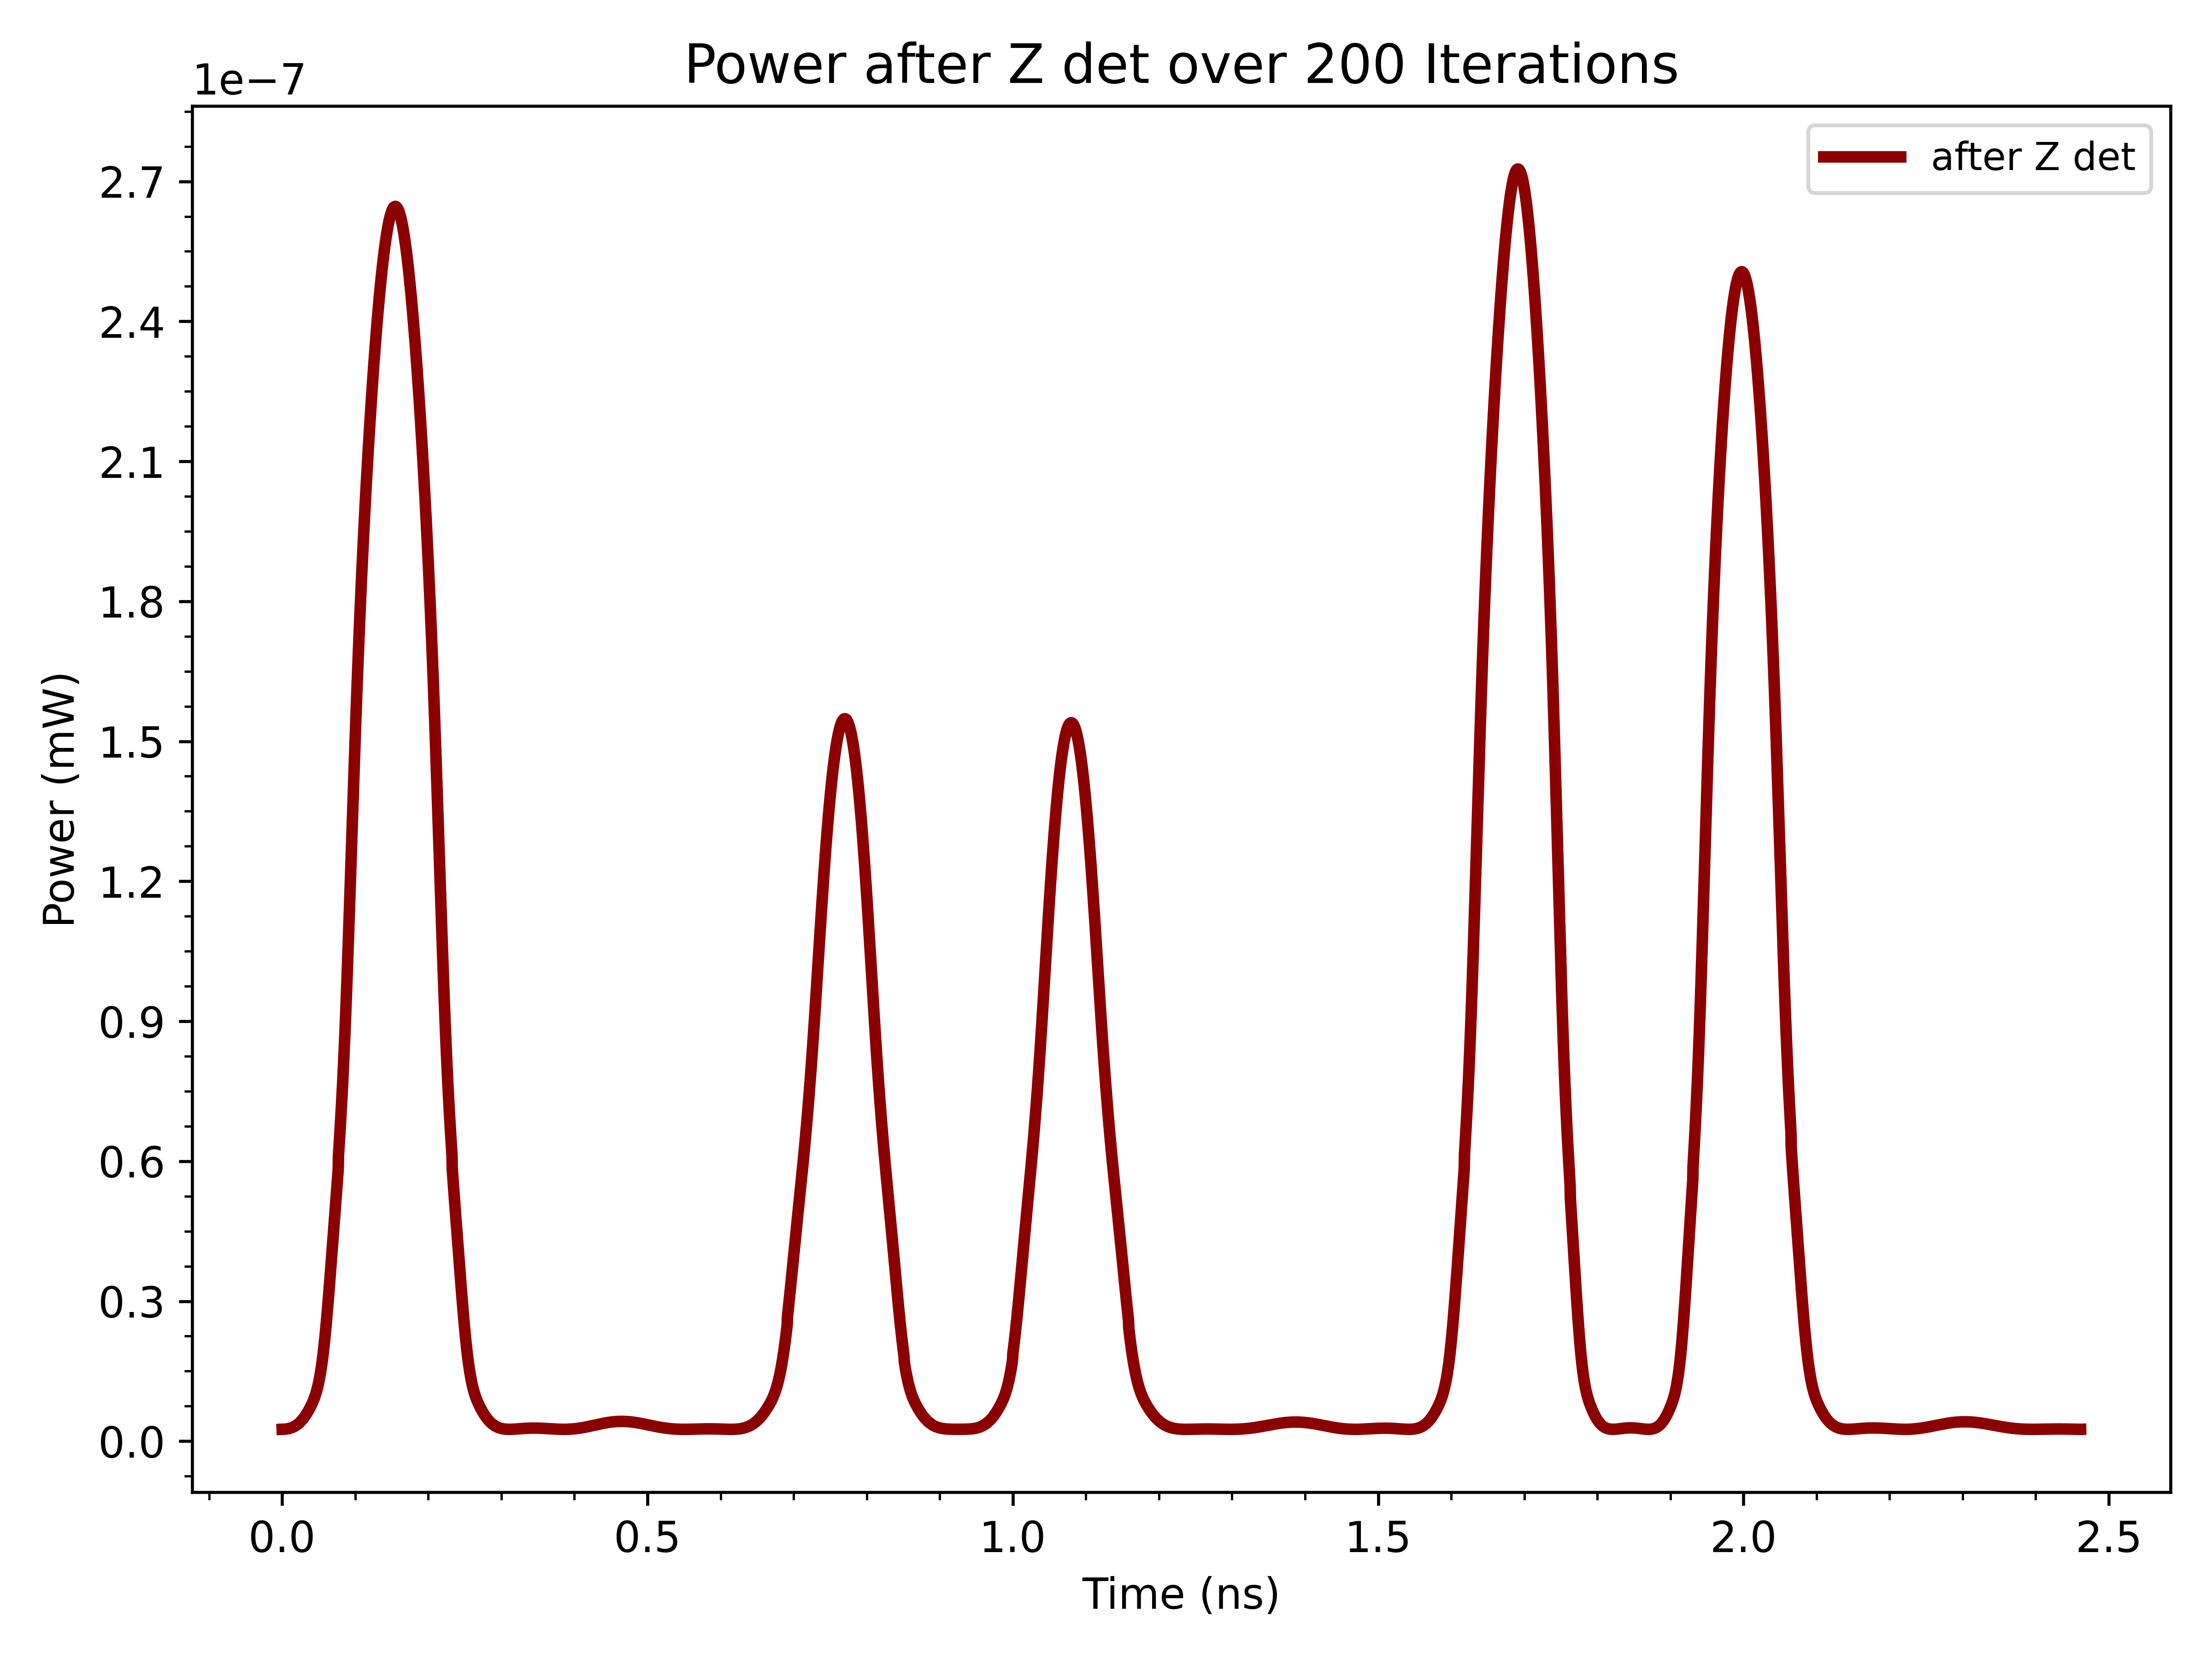 Power after Z det over 200 Iterations
1e−7
after Z det
2.7
2.4
2.1
1.8
1.5
1.2
0.9
0.6
0.3
0.0
Power (mW)
0.0 0.5 1.0 1.5 2.0 2.5
Time (ns)